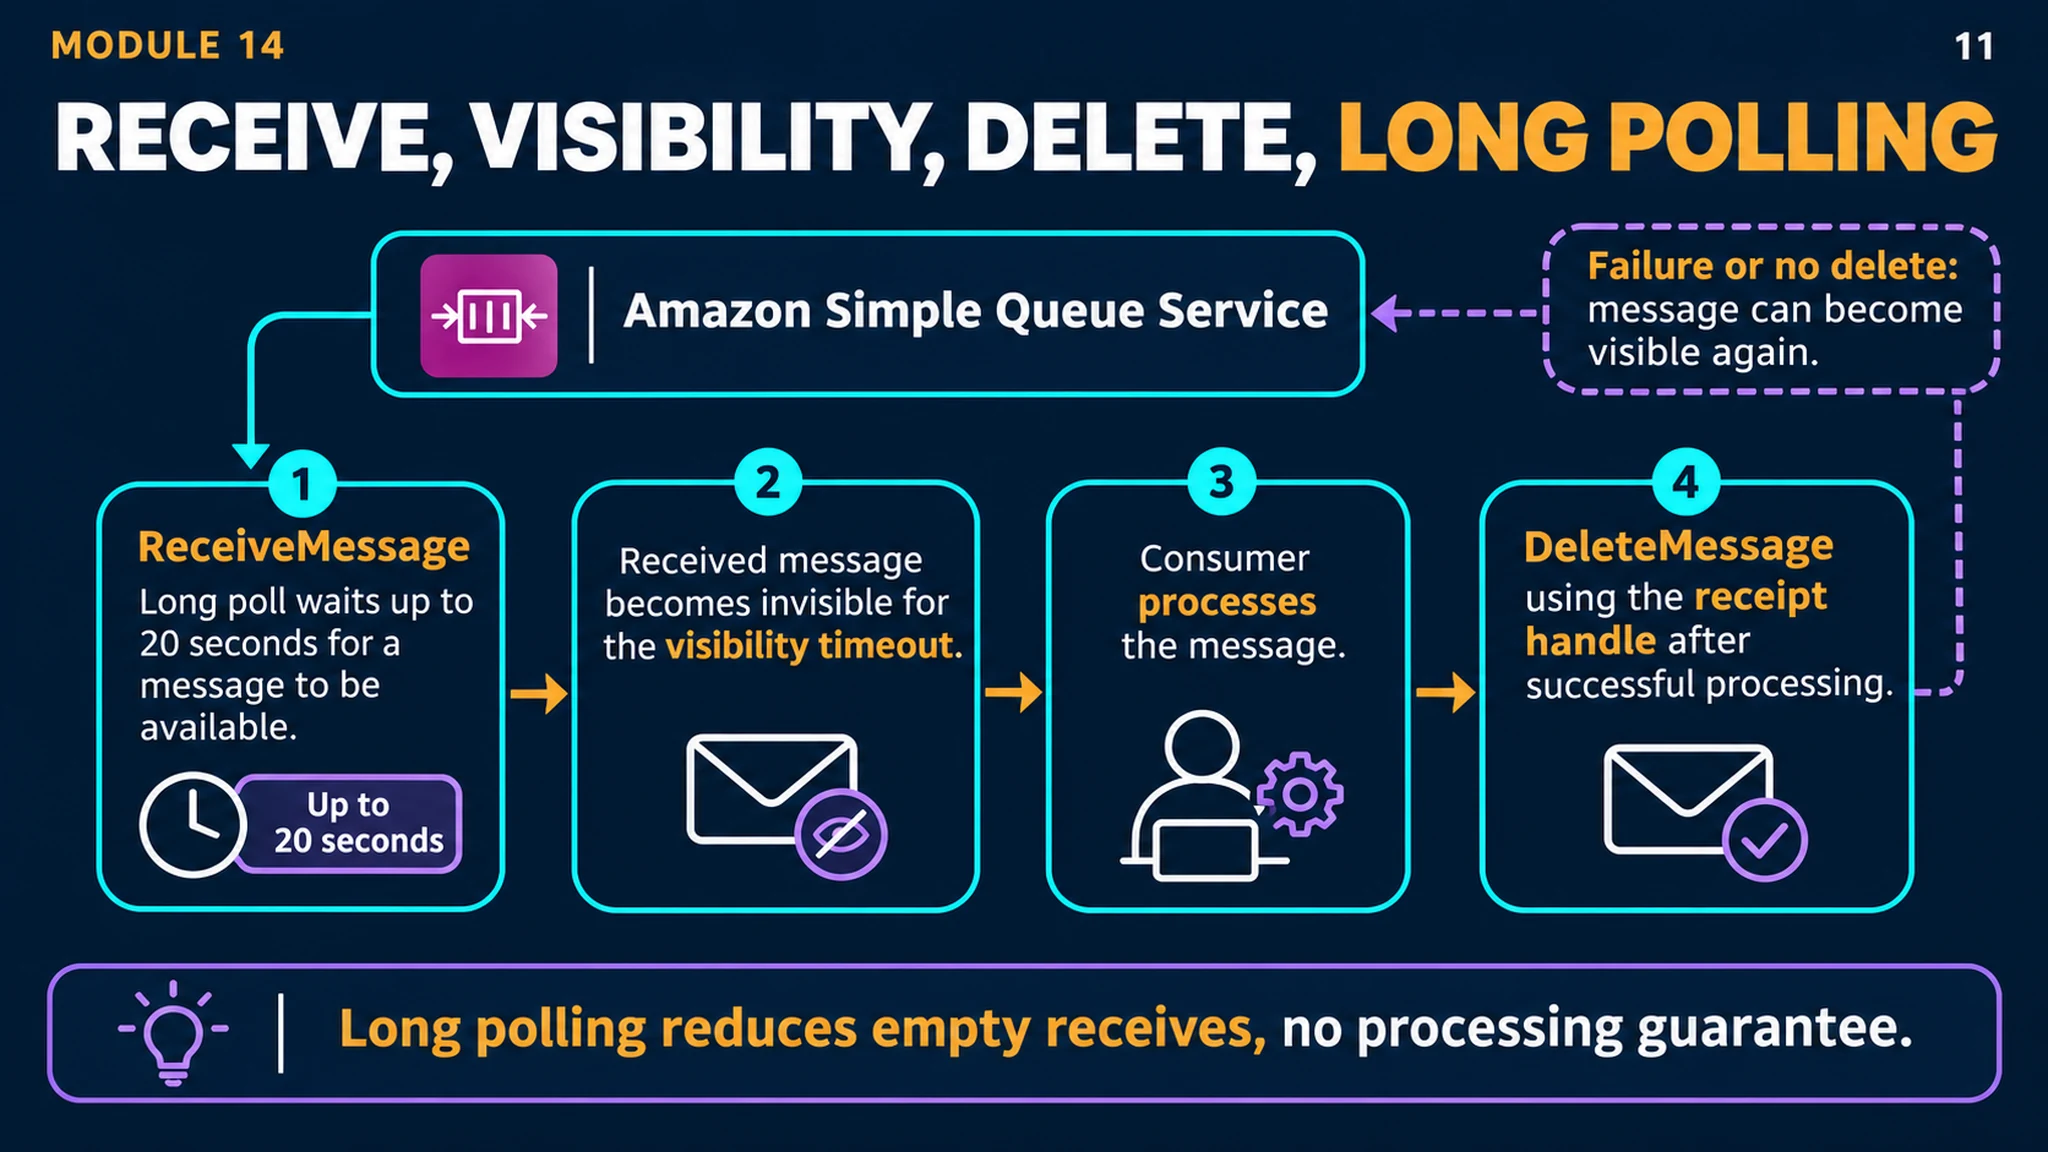 MODULE 14
11
RECEIVE, VISIBILITY, DELETE, LONG POLLING
Amazon Simple Queue Service
Failure or no delete:
message can become
visible again.
1
ReceiveMessage
Long poll waits up to
20 seconds for a
message to be
available.
Up to
20 seconds
2
Received message
becomes invisible for
the visibility timeout.
3
Consumer
processes
the message.
4
DeleteMessage
using the receipt
handle after
successful processing.
Long polling reduces empty receives, no processing guarantee.